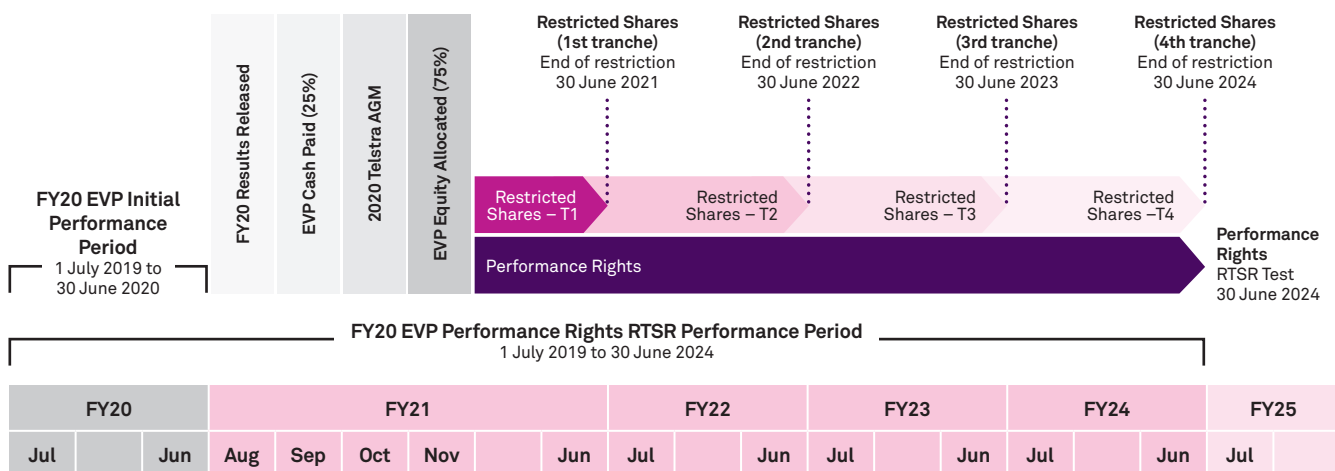 Restricted Shares
(1st tranche)
End of restriction
30 June 2021
Restricted Shares
(2nd tranche)
End of restriction
30 June 2022
Restricted Shares
(3rd tranche)
End of restriction
30 June 2023
Restricted Shares
(4th tranche)
End of restriction
30 June 2024
FY20 EVP Initial
Performance
Period
1 July 2019 to
30 June 2020
FY20 Results Released
EVP Cash Paid (25%)
2020 Telstra AGM
EVP Equity Allocated (75%)
Restricted
Shares – T1
Restricted
Shares – T2
Restricted
Shares – T3
Restricted
Shares –T4
Performance Rights
Performance
Rights
RTSR Test
30 June 2024
FY20 EVP Performance Rights RTSR Performance Period
1 July 2019 to 30 June 2024
FY20 FY21 FY22 FY23 FY24 FY25
Jul Jun Aug Sep Oct Nov Jun Jul Jun Jul Jun Jul Jun Jul